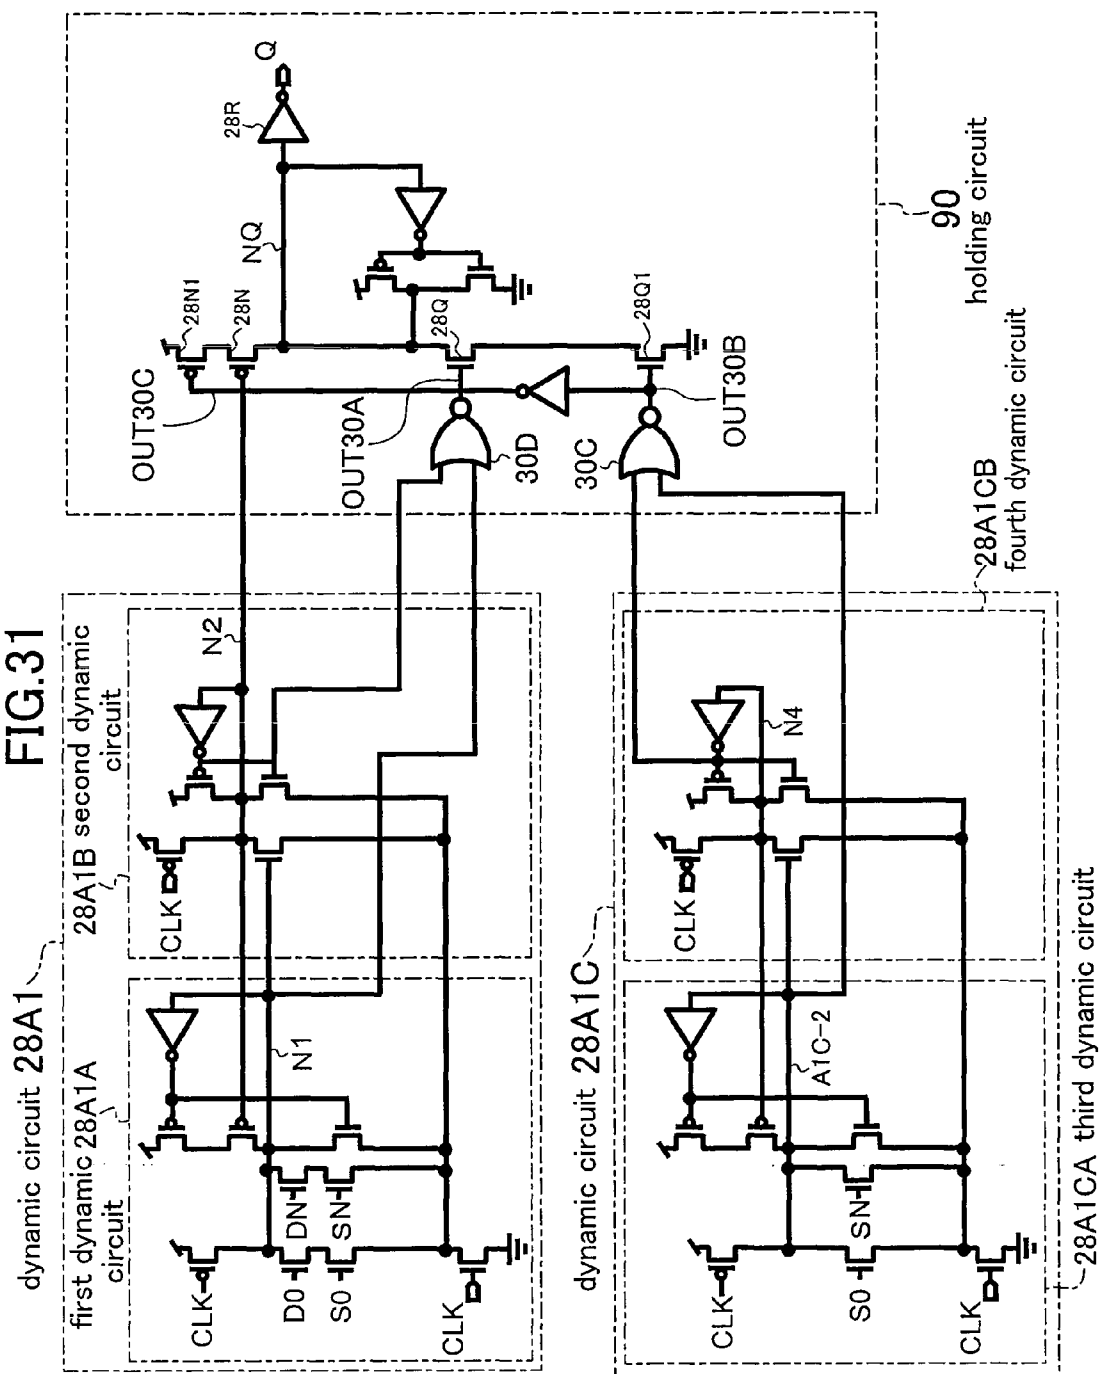 FIG.31
dynamic circuit 28A1
first dynamic 28A1A
circuit
28A1B second dynamic
circuit
CLK
D0
S0
CLK
DN
SN
N1
CLK
N2
OUT30C
28N1
28N
NQ
28R
Q
OUT30A
28Q
30D
30C
28Q1
OUT30B
90
holding circuit
dynamic circuit 28A1C
CLK
S0
CLK
SN
A1C-2
CLK
N4
28A1CB
fourth dynamic circuit
28A1CA third dynamic circuit